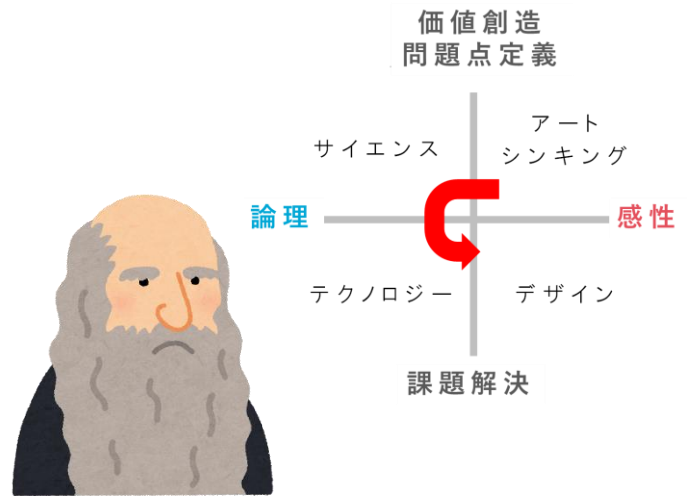 価値創造
問題点定義
サイエンス
アート
シンキング
論理
感性
テクノロジー
デザイン
課題解決